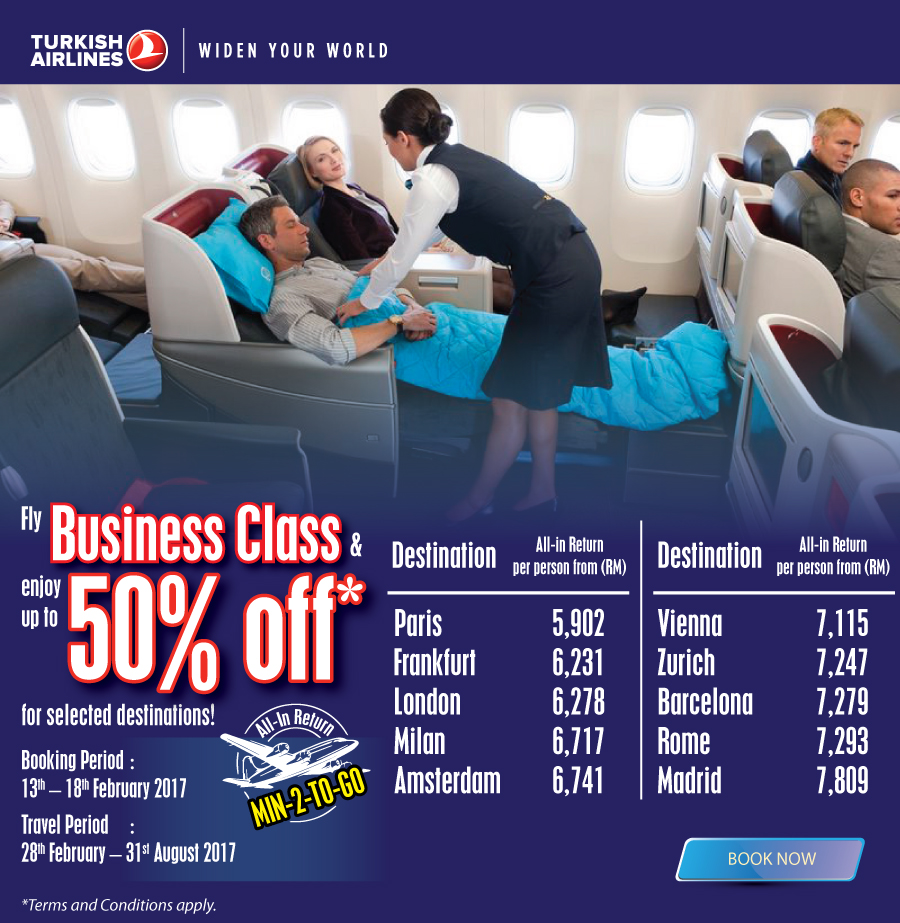 TURKISH
AIRLINES
WIDEN YOUR WORLD
Fly Business Class &
enjoy
up to 50% off*
for selected destinations!
All-In Return
MIN-2-TO-GO
Booking Period :
13th – 18th February 2017
Travel Period :
28th February – 31st August 2017
*Terms and Conditions apply.
Destination All-in Return
per person from (RM)
Paris 5,902
Frankfurt 6,231
London 6,278
Milan 6,717
Amsterdam 6,741
Destination All-in Return
per person from (RM)
Vienna 7,115
Zurich 7,247
Barcelona 7,279
Rome 7,293
Madrid 7,809
BOOK NOW